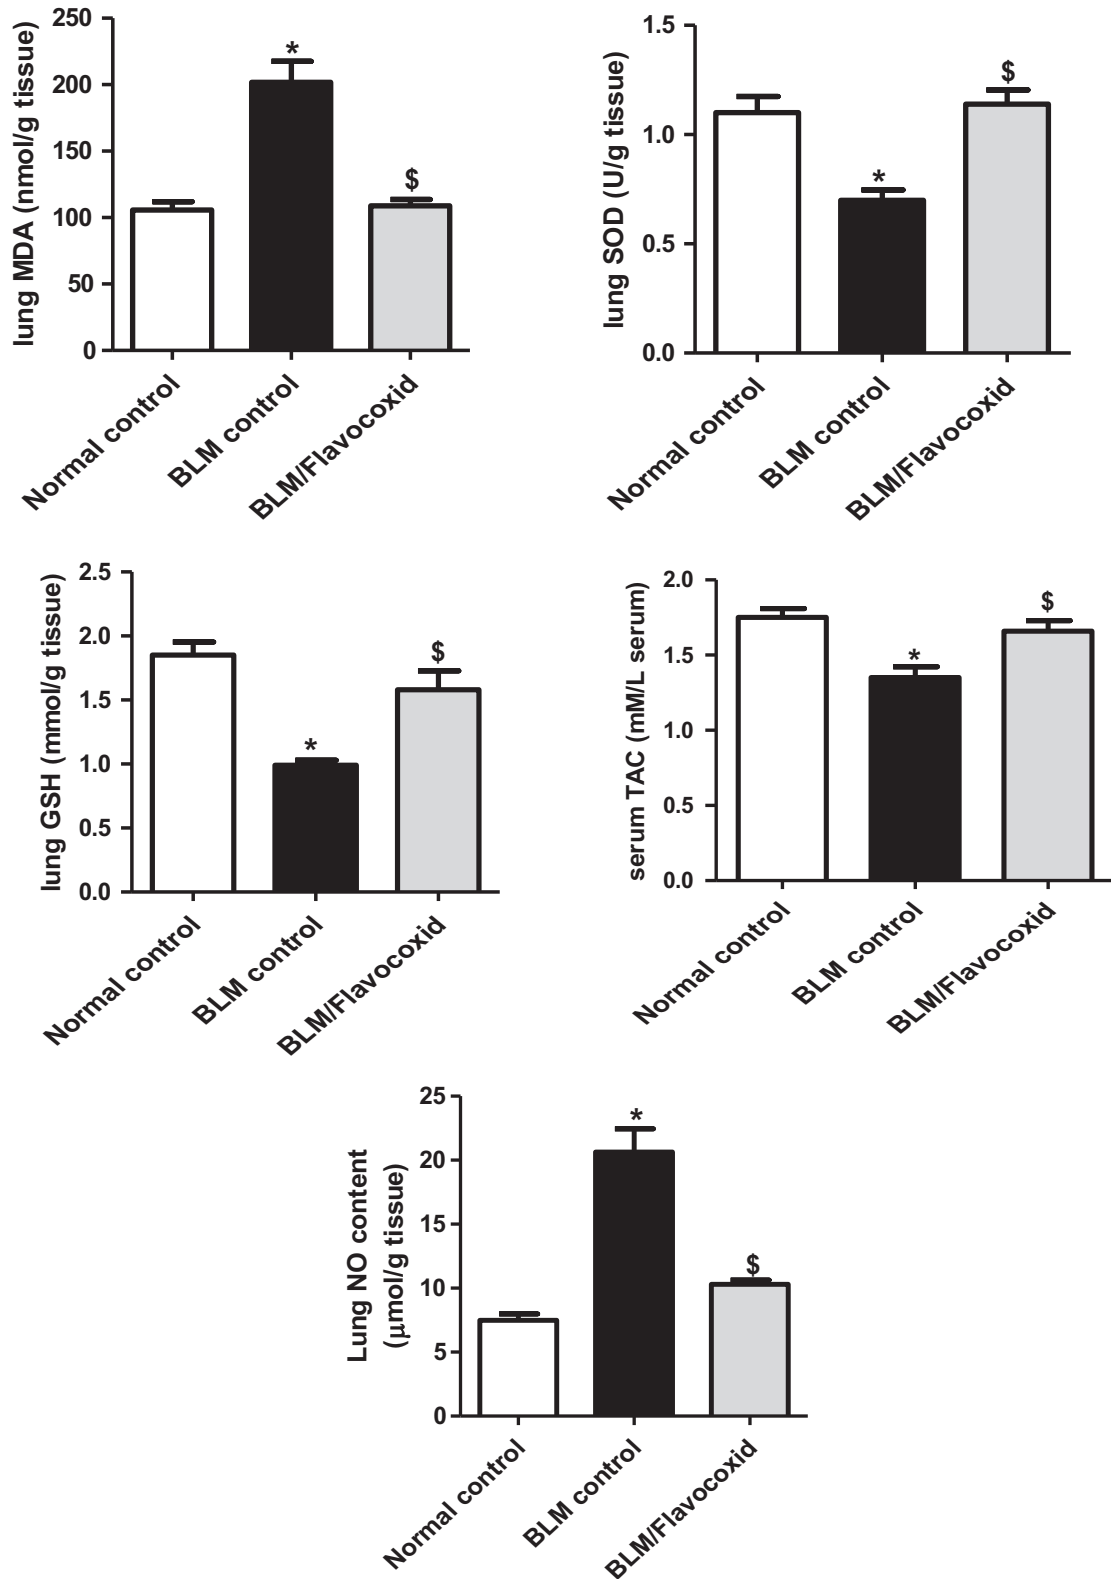 lung MDA (nmol/g tissue)
250
200
150
100
50
0
*
$
Normal control
BLM control
BLM/Flavocoxid
lung SOD (U/g tissue)
1.5
1.0
0.5
0.0
*
$
Normal control
BLM control
BLM/Flavocoxid
lung GSH (mmol/g tissue)
2.5
2.0
1.5
1.0
0.5
0.0
*
$
Normal control
BLM control
BLM/Flavocoxid
serum TAC (mM/L serum)
2.0
1.5
1.0
0.5
0.0
*
$
Normal control
BLM control
BLM/Flavocoxid
Lung NO content
(μmol/g tissue)
25
20
15
10
5
0
*
$
Normal control
BLM control
BLM/Flavocoxid